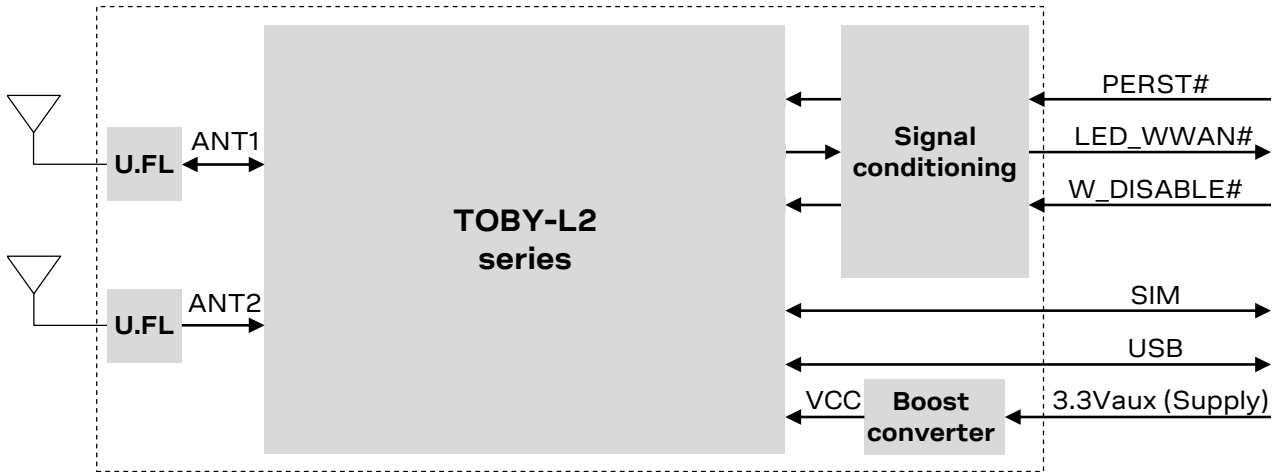 PERST#
ANT1
U.FL
LED_WWAN#
Signal
conditioning
W_DISABLE#
TOBY-L2
series
ANT2
U.FL
SIM
USB
VCC
Boost
converter
3.3Vaux (Supply)